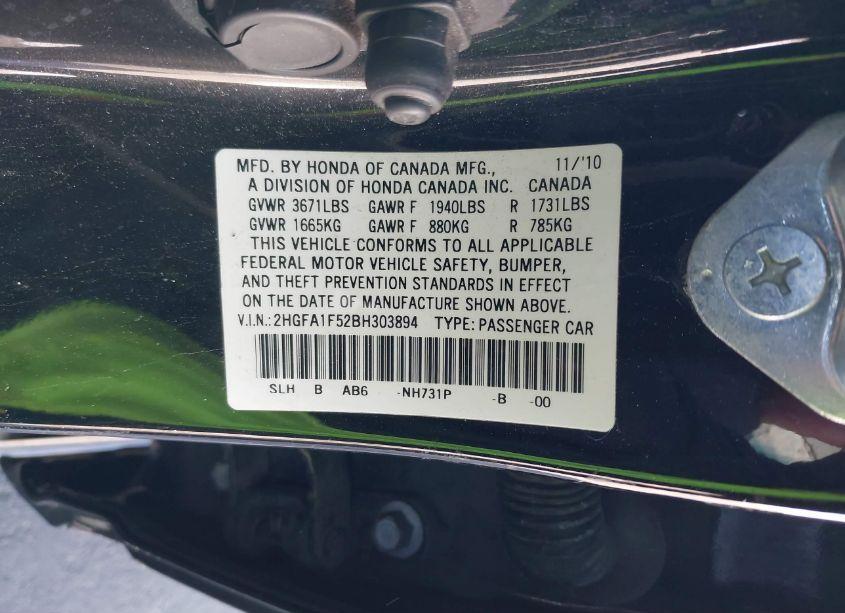 MFD. BY HONDA OF CANADA MFG., 11/'10
A DIVISION OF HONDA CANADA INC. CANADA
GVWR 3671LBS GAWR F 1940LBS R 1731LBS
GVWR 1665KG GAWR F 880KG R 785KG
THIS VEHICLE CONFORMS TO ALL APPLICABLE
FEDERAL MOTOR VEHICLE SAFETY, BUMPER,
AND THEFT PREVENTION STANDARDS IN EFFECT
ON THE DATE OF MANUFACTURE SHOWN ABOVE.
V.I.N.: 2HGFA1F52BH303894 TYPE: PASSENGER CAR
SLH B AB6 -NH731P -B -00